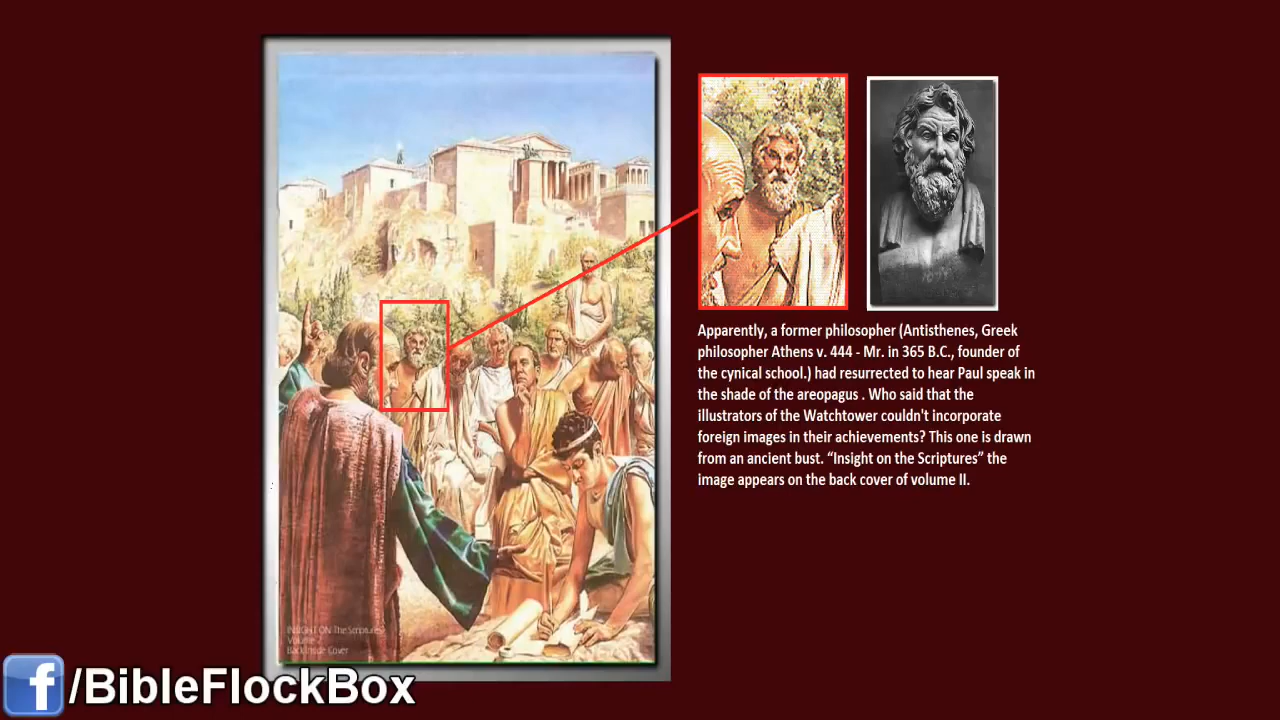 Apparently, a former philosopher (Antisthenes, Greek
philosopher Athens v. 444 - Mr. in 365 B.C., founder of
the cynical school.) had resurrected to hear Paul speak in
the shade of the areopagus . Who said that the
illustrators of the Watchtower couldn't incorporate
foreign images in their achievements? This one is drawn
from an ancient bust. “Insight on the Scriptures” the
image appears on the back cover of volume II.
INSIGHT ON The Scriptures
Volume 2
Back Inside Cover
f/BibleFlockBox